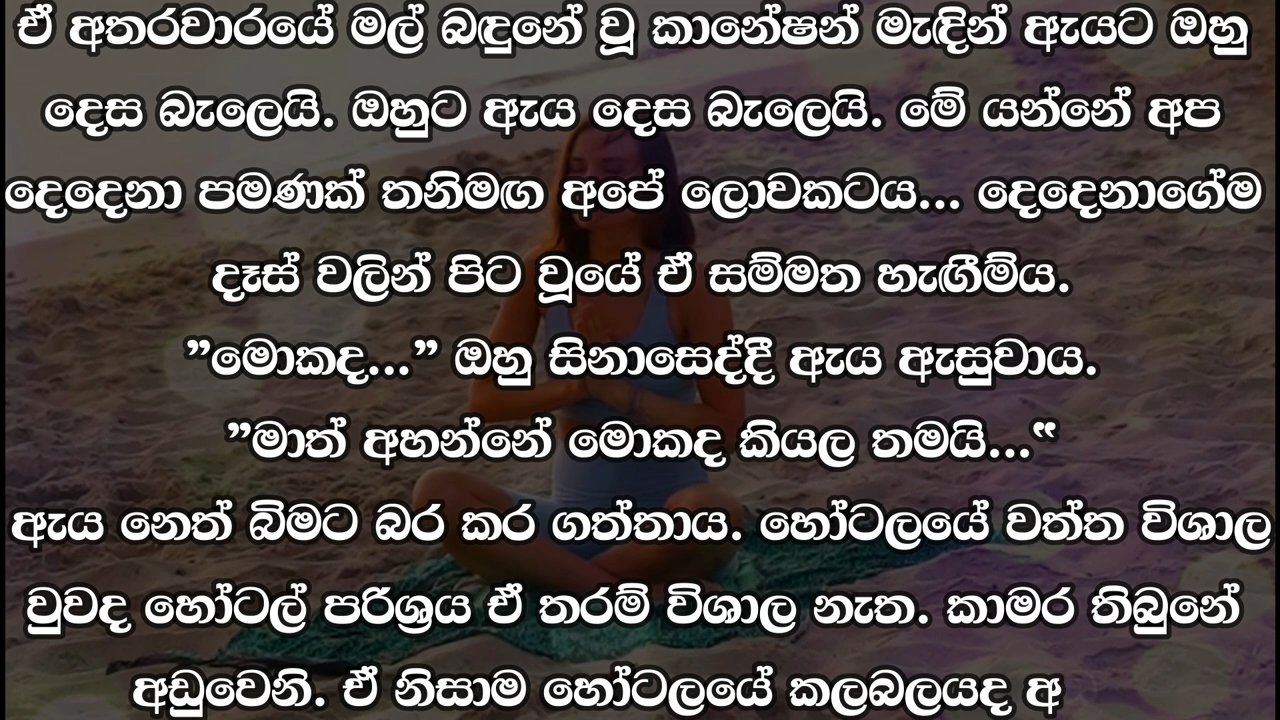 ඒ අතරවාරයේ මල් බඳුනේ වූ කානේෂන් මැඳින් ඇයට ඔහු
දෙස බැලෙයි. ඔහුට ඇය දෙස බැලෙයි. මේ යන්නේ අප
දෙදෙනා පමණක් තනිමඟ අපේ ලොවකටය... දෙදෙනාගේම
දෑස් වලින් පිට වූයේ ඒ සම්මත හැඟීම්ය.
”මොකද...” ඔහු සිනාසෙද්දී ඇය ඇසුවාය.
”මාත් අහන්නේ මොකද කියල තමයි...“
ඇය නෙත් බිමට බර කර ගත්තාය. හෝටලයේ වත්ත විශාල
වුවද හෝටල් පරිශ්‍රය ඒ තරම් විශාල නැත. කාමර තිබුනේ
අඩුවෙනි. ඒ නිසාම හෝටලයේ කලබලයද අ